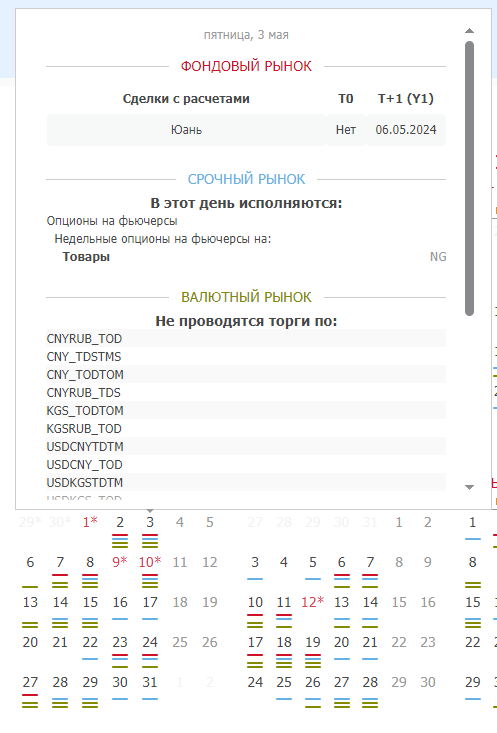 пятница, 3 мая
ФОНДОВЫЙ РЫНОК
Сделки с расчетами T0 T+1 (Y1)
Юань Нет 06.05.2024
СРОЧНЫЙ РЫНОК
В этот день исполняются:
Опционы на фьючерсы
Недельные опционы на фьючерсы на:
Товары NG
ВАЛЮТНЫЙ РЫНОК
Не проводятся торги по:
CNYRUB_TOD
CNY_TDSTMS
CNY_TODTOM
CNYRUB_TDS
KGS_TODTOM
KGSRUB_TOD
USDCNYTDTM
USDCNY_TOD
USDKGSTDTM
USDKGS_TOD
29* 30* 1* 2 3 4 5 27 28 29 30 31 1 2 1
6 7 8 9* 10* 11 12 3 4 5 6 7 8 9 8
13 14 15 16 17 18 19 10 11 12* 13 14 15 16 15
20 21 22 23 24 25 26 17 18 19 20 21 22 23 22
27 28 29 30 31 1 2 24 25 26 27 28 29 30 29